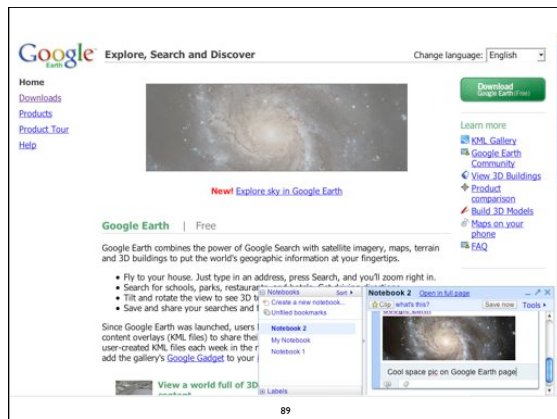 Google
Earth
Explore, Search and Discover
Change language: English
Home
Downloads
Products
Product Tour
Help
New! Explore sky in Google Earth
Download
Google Earth (Free)
Learn more
KML Gallery
Google Earth
Community
View 3D Buildings
Product
comparison
Build 3D Models
Maps on your
phone
FAQ
Google Earth | Free
Google Earth combines the power of Google Search with satellite imagery, maps, terrain
and 3D buildings to put the world's geographic information at your fingertips.
• Fly to your house. Just type in an address, press Search, and you'll zoom right in.
• Search for schools, parks, restaurants, and hotels. Get driving directions.
• Tilt and rotate the view to see 3D
• Save and share your searches and
Since Google Earth was launched, users
content overlays (KML files) to share their
user-created KML files each week in the
add the gallery's Google Gadget to your
View a world full of 3D
content
Notebooks
Sort
Create a new notebook...
Unfiled bookmarks
Notebook 2
My Notebook
Notebook 1
Labels
Notebook 2 Open in full page
Clip what's this? Save now Tools
Cool space pic on Google Earth page
89